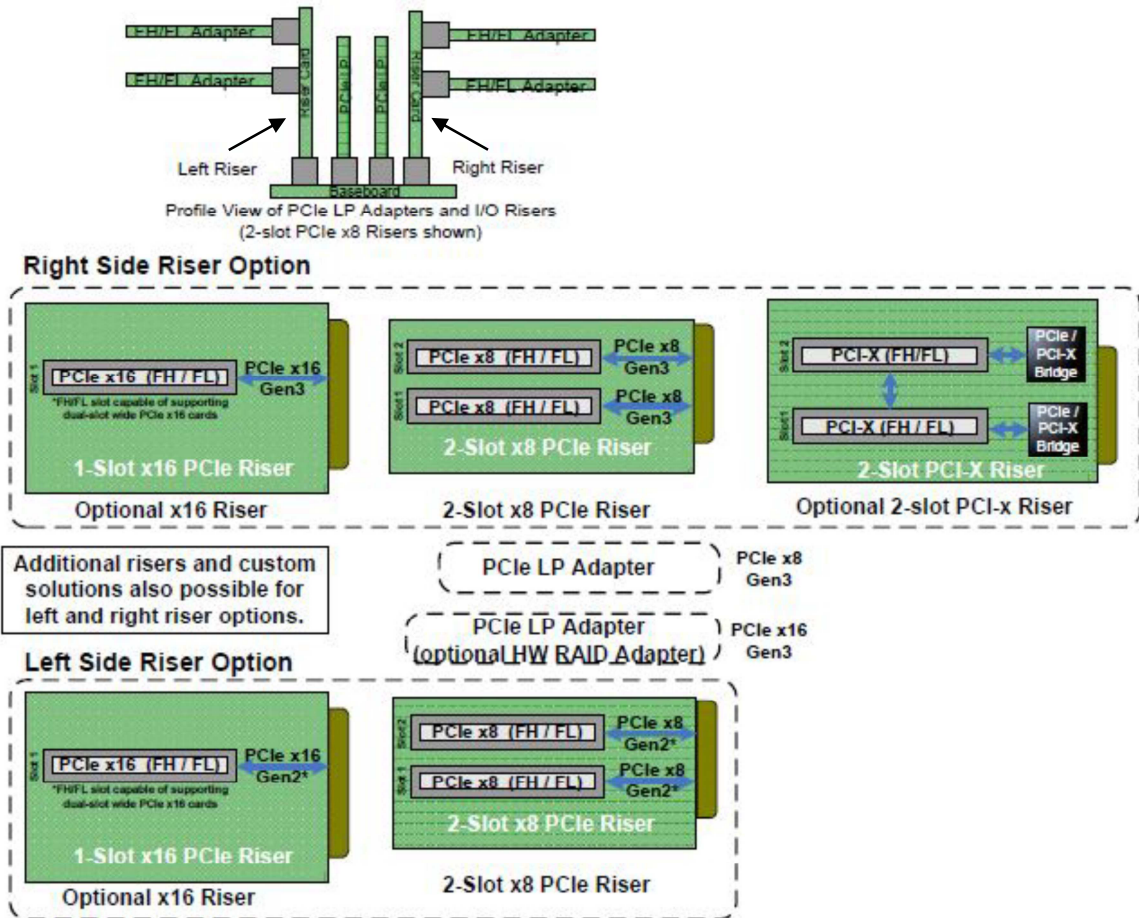 FH/FL Adapter
FH/FL Adapter
FH/FL Adapter
FH/FL Adapter
Riser Card
PCIe LP
PCIe LP
Riser Card
Left Riser
Right Riser
Baseboard
Profile View of PCIe LP Adapters and I/O Risers
(2-slot PCIe x8 Risers shown)
Right Side Riser Option
Slot 1
PCIe x16 (FH / FL)
PCIe x16
Gen3
*FH/FL slot capable of supporting
dual-slot wide PCIe x16 cards
1-Slot x16 PCIe Riser
Optional x16 Riser
Slot 2
PCIe x8 (FH / FL)
PCIe x8
Gen3
Slot 1
PCIe x8 (FH / FL)
PCIe x8
Gen3
2-Slot x8 PCIe Riser
2-Slot x8 PCIe Riser
Slot 2
PCI-X (FH/FL)
PCIe /
PCI-X
Bridge
Slot 1
PCI-X (FH / FL)
PCIe /
PCI-X
Bridge
2-Slot PCI-X Riser
Optional 2-slot PCI-x Riser
Additional risers and custom
solutions also possible for
left and right riser options.
PCIe LP Adapter
PCIe x8
Gen3
PCIe LP Adapter
(optional HW RAID Adapter)
PCIe x16
Gen3
Left Side Riser Option
Slot 1
PCIe x16 (FH / FL)
PCIe x16
Gen2*
*FH/FL slot capable of supporting
dual-slot wide PCIe x16 cards
1-Slot x16 PCIe Riser
Optional x16 Riser
Slot 2
PCIe x8 (FH / FL)
PCIe x8
Gen2*
Slot 1
PCIe x8 (FH / FL)
PCIe x8
Gen2*
2-Slot x8 PCIe Riser
2-Slot x8 PCIe Riser